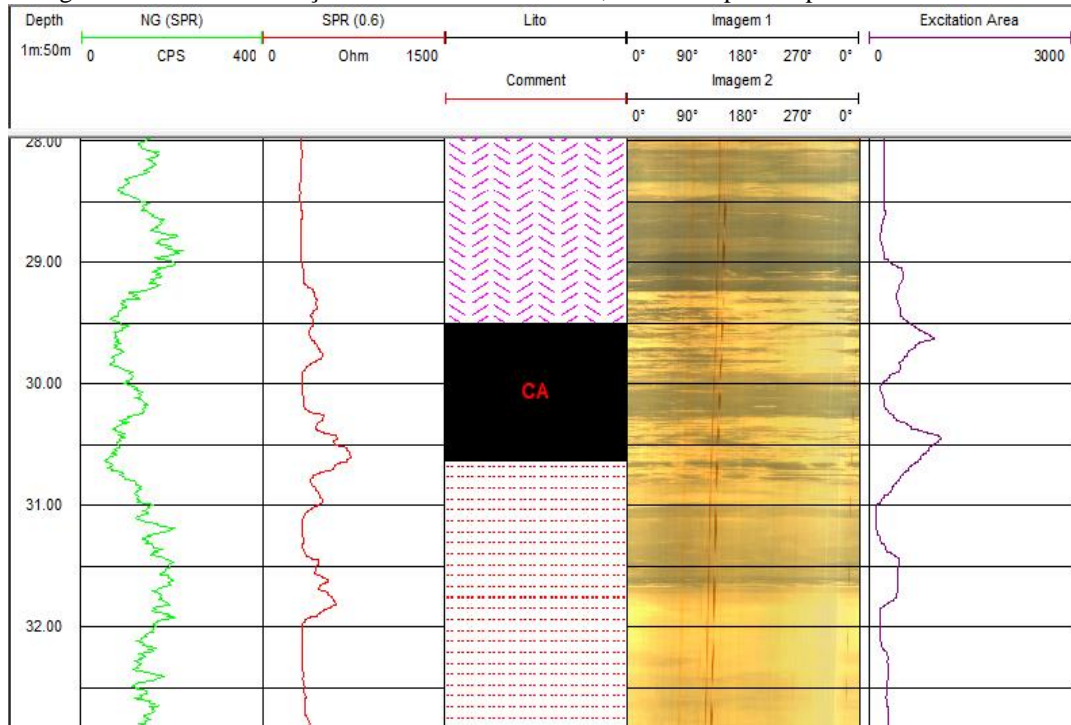 Depth NG (SPR) SPR (0.6) Lito Imagem 1 Excitation Area
1m:50m 0 CPS 400 0 Ohm 1500 0° 90° 180° 270° 0° 0 3000
Comment Imagem 2
0° 90° 180° 270° 0°
28.00
29.00
30.00
CA
31.00
32.00